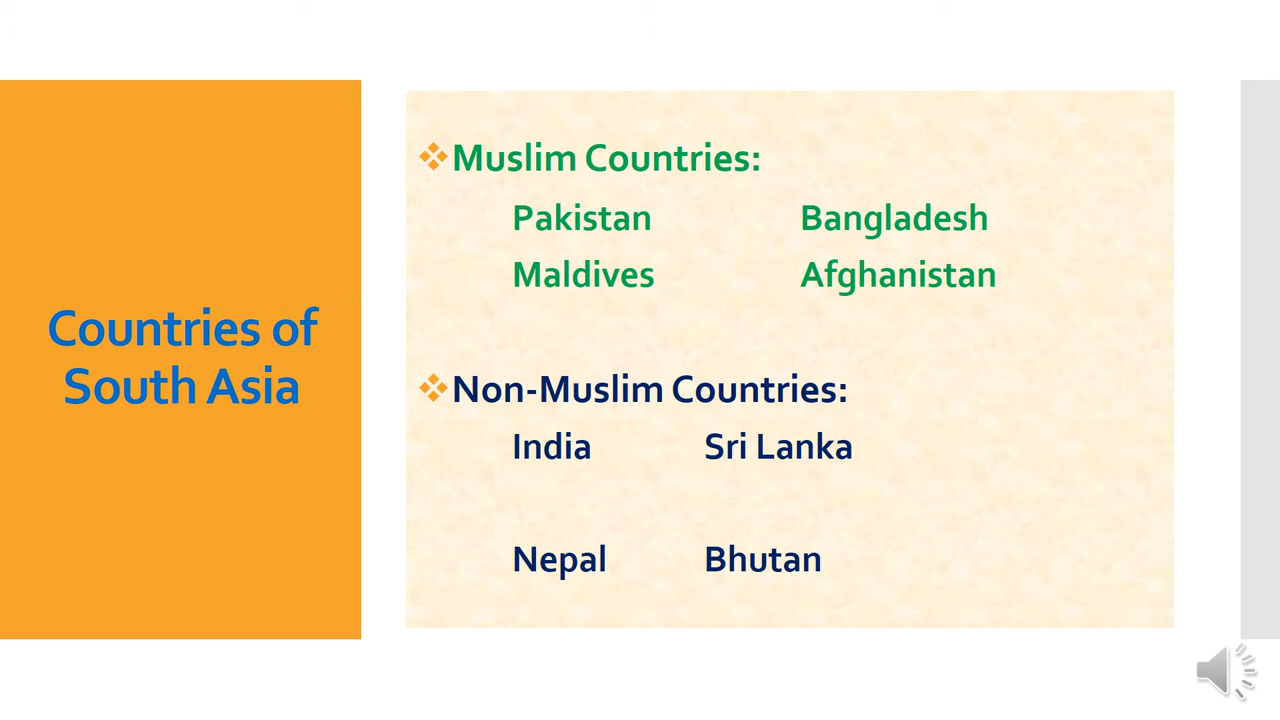 Countries of
South Asia
Muslim Countries:
Pakistan Bangladesh
Maldives Afghanistan
Non-Muslim Countries:
India Sri Lanka
Nepal Bhutan